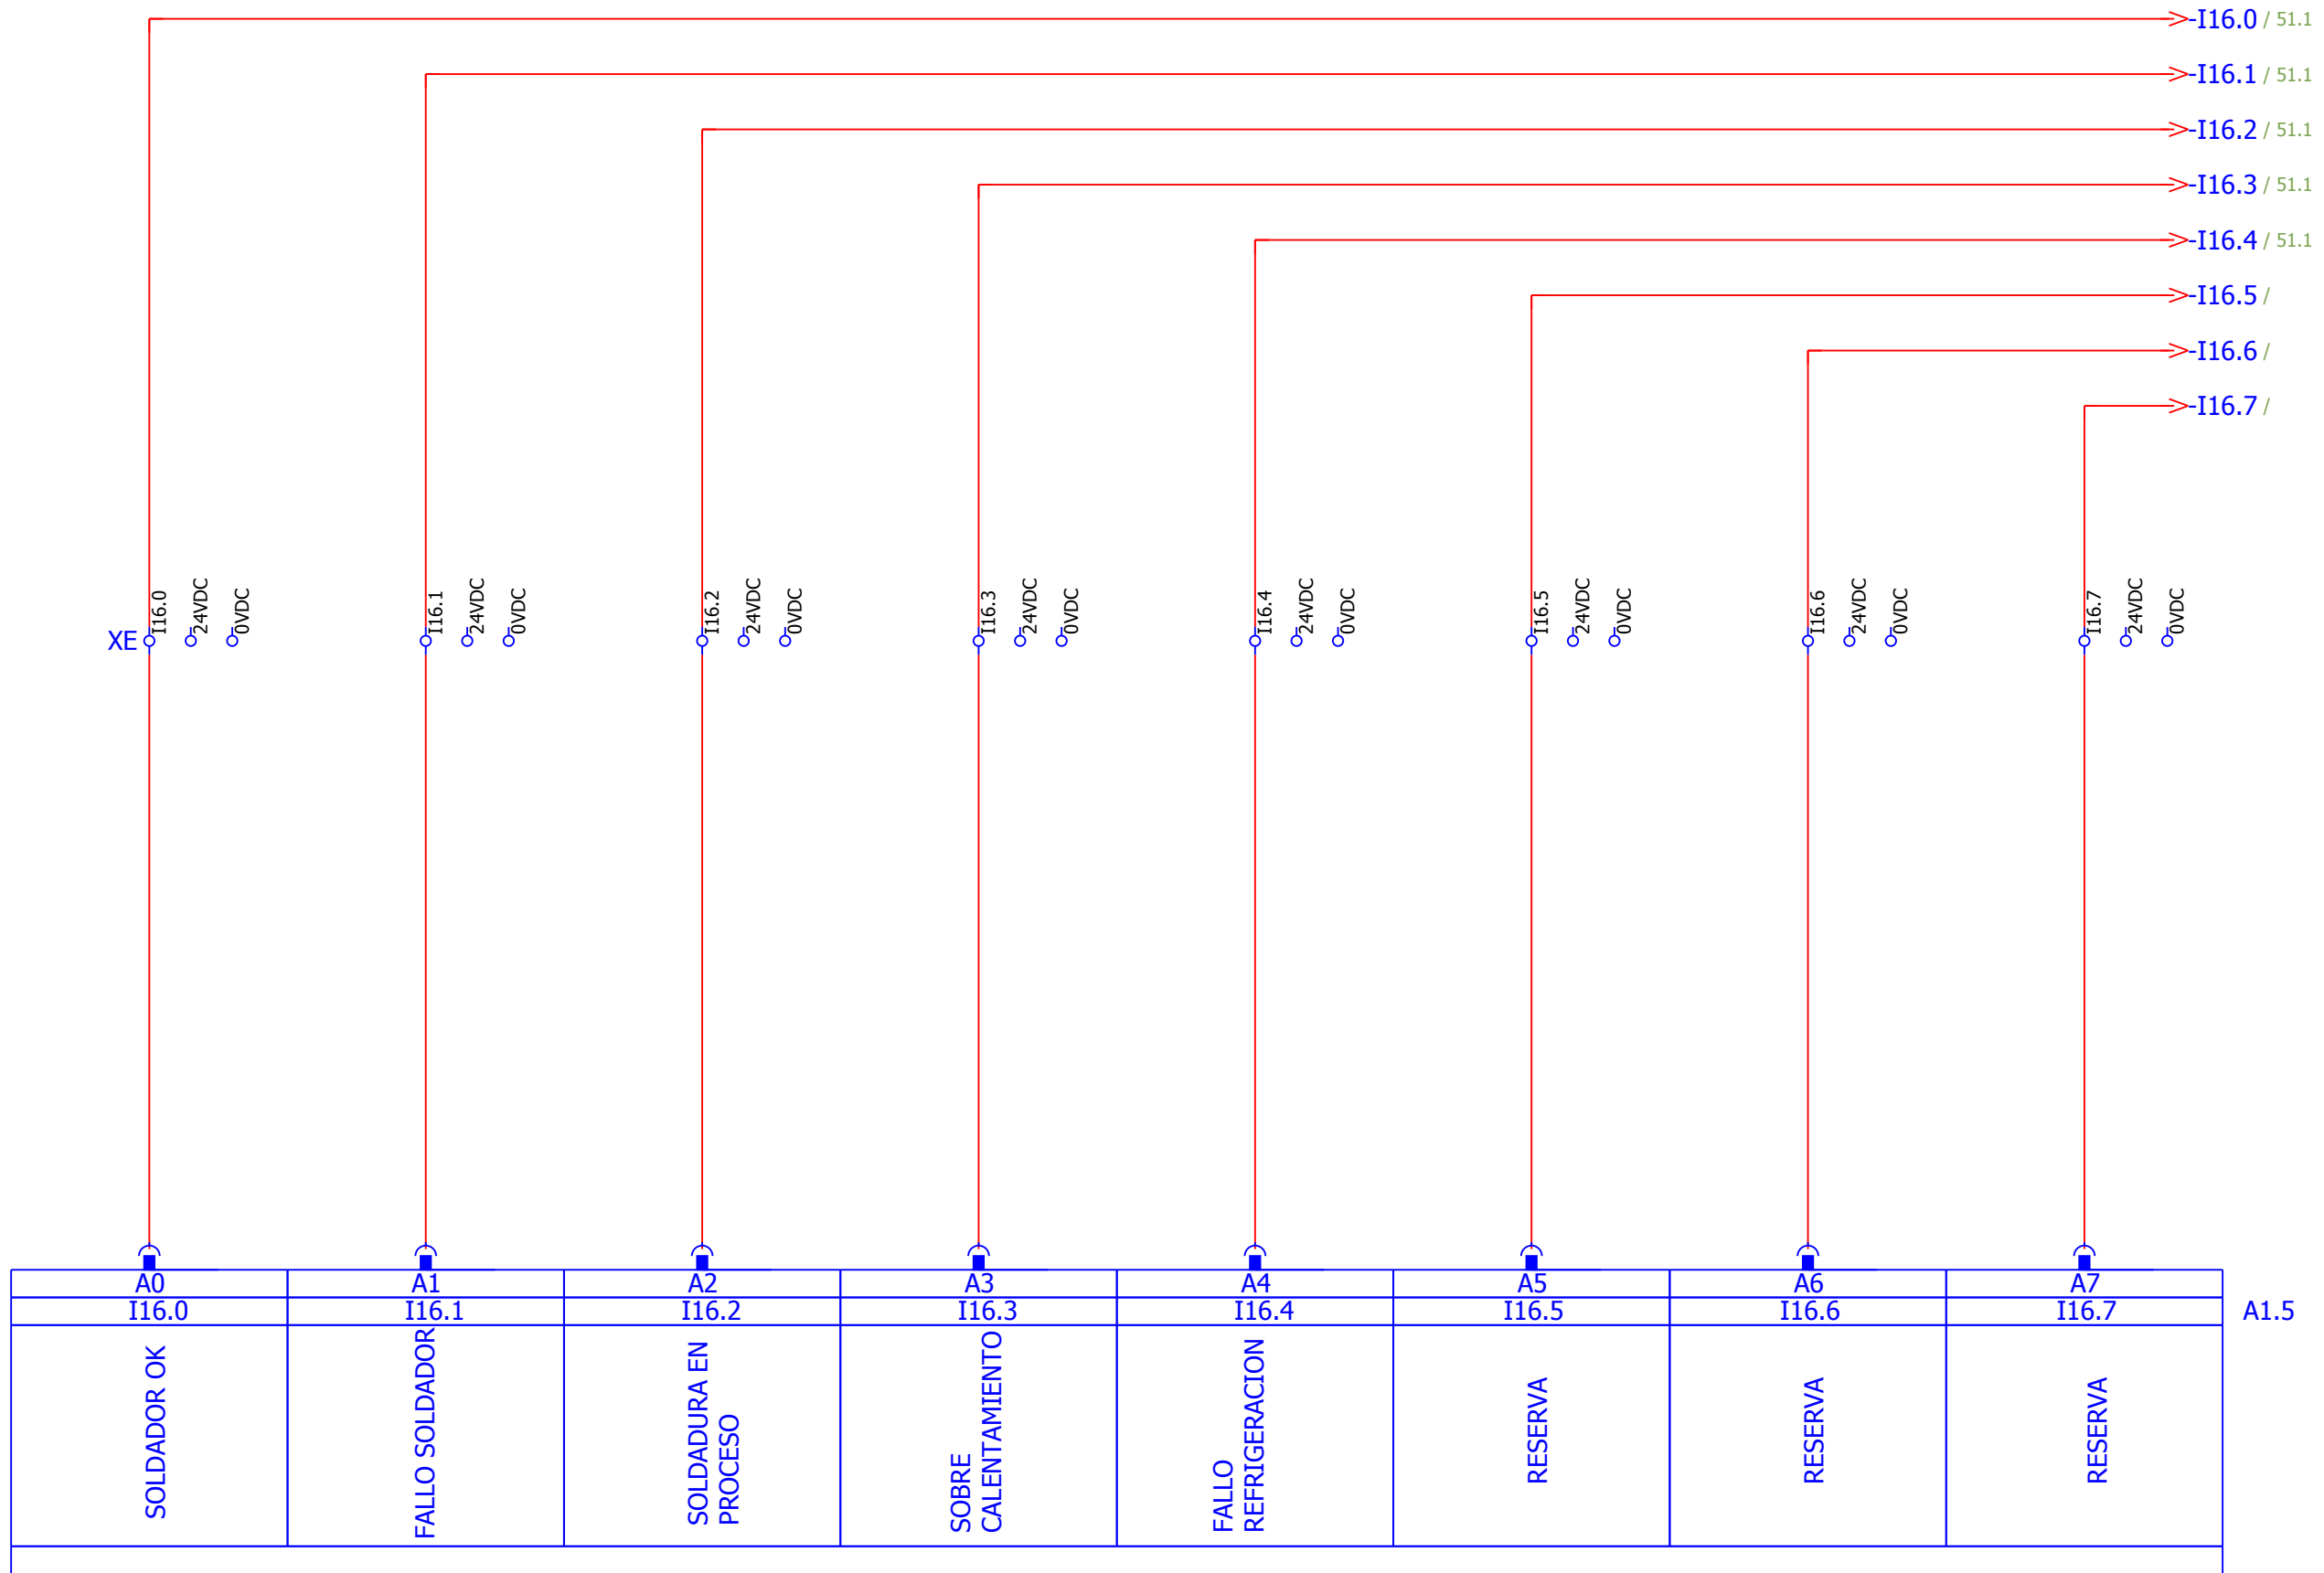 -I16.0 / 51.1
-I16.1 / 51.1
-I16.2 / 51.1
-I16.3 / 51.1
-I16.4 / 51.1
-I16.5 /
-I16.6 /
-I16.7 /
XE I16.0 24VDC 0VDC I16.1 24VDC 0VDC I16.2 24VDC 0VDC I16.3 24VDC 0VDC I16.4 24VDC 0VDC I16.5 24VDC 0VDC I16.6 24VDC 0VDC I16.7 24VDC 0VDC
A0 A1 A2 A3 A4 A5 A6 A7
I16.0 I16.1 I16.2 I16.3 I16.4 I16.5 I16.6 I16.7 A1.5
SOLDADOR OK
FALLO SOLDADOR
SOLDADURA EN
PROCESO
SOBRE
CALENTAMIENTO
FALLO
REFRIGERACION
RESERVA
RESERVA
RESERVA